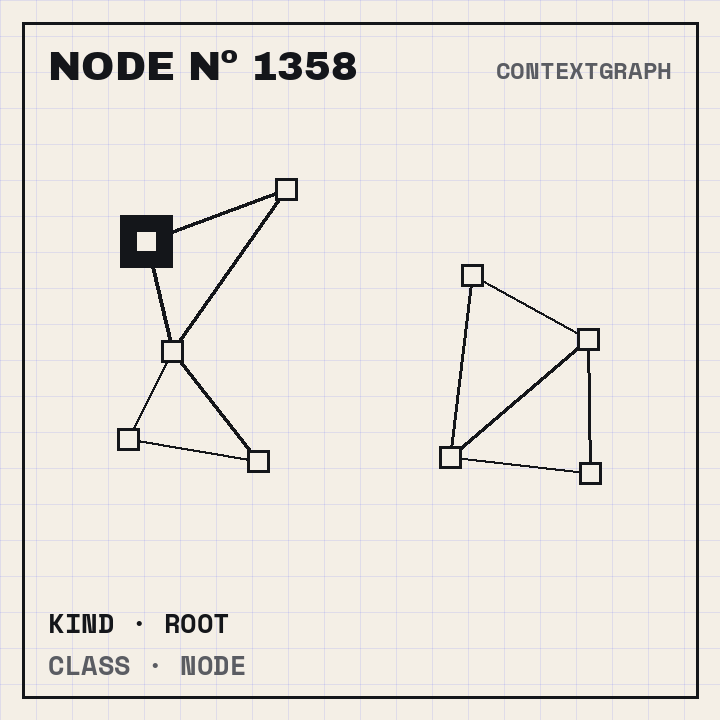 NODE Nº 1358
CONTEXTGRAPH
KIND · ROOT
CLASS · NODE